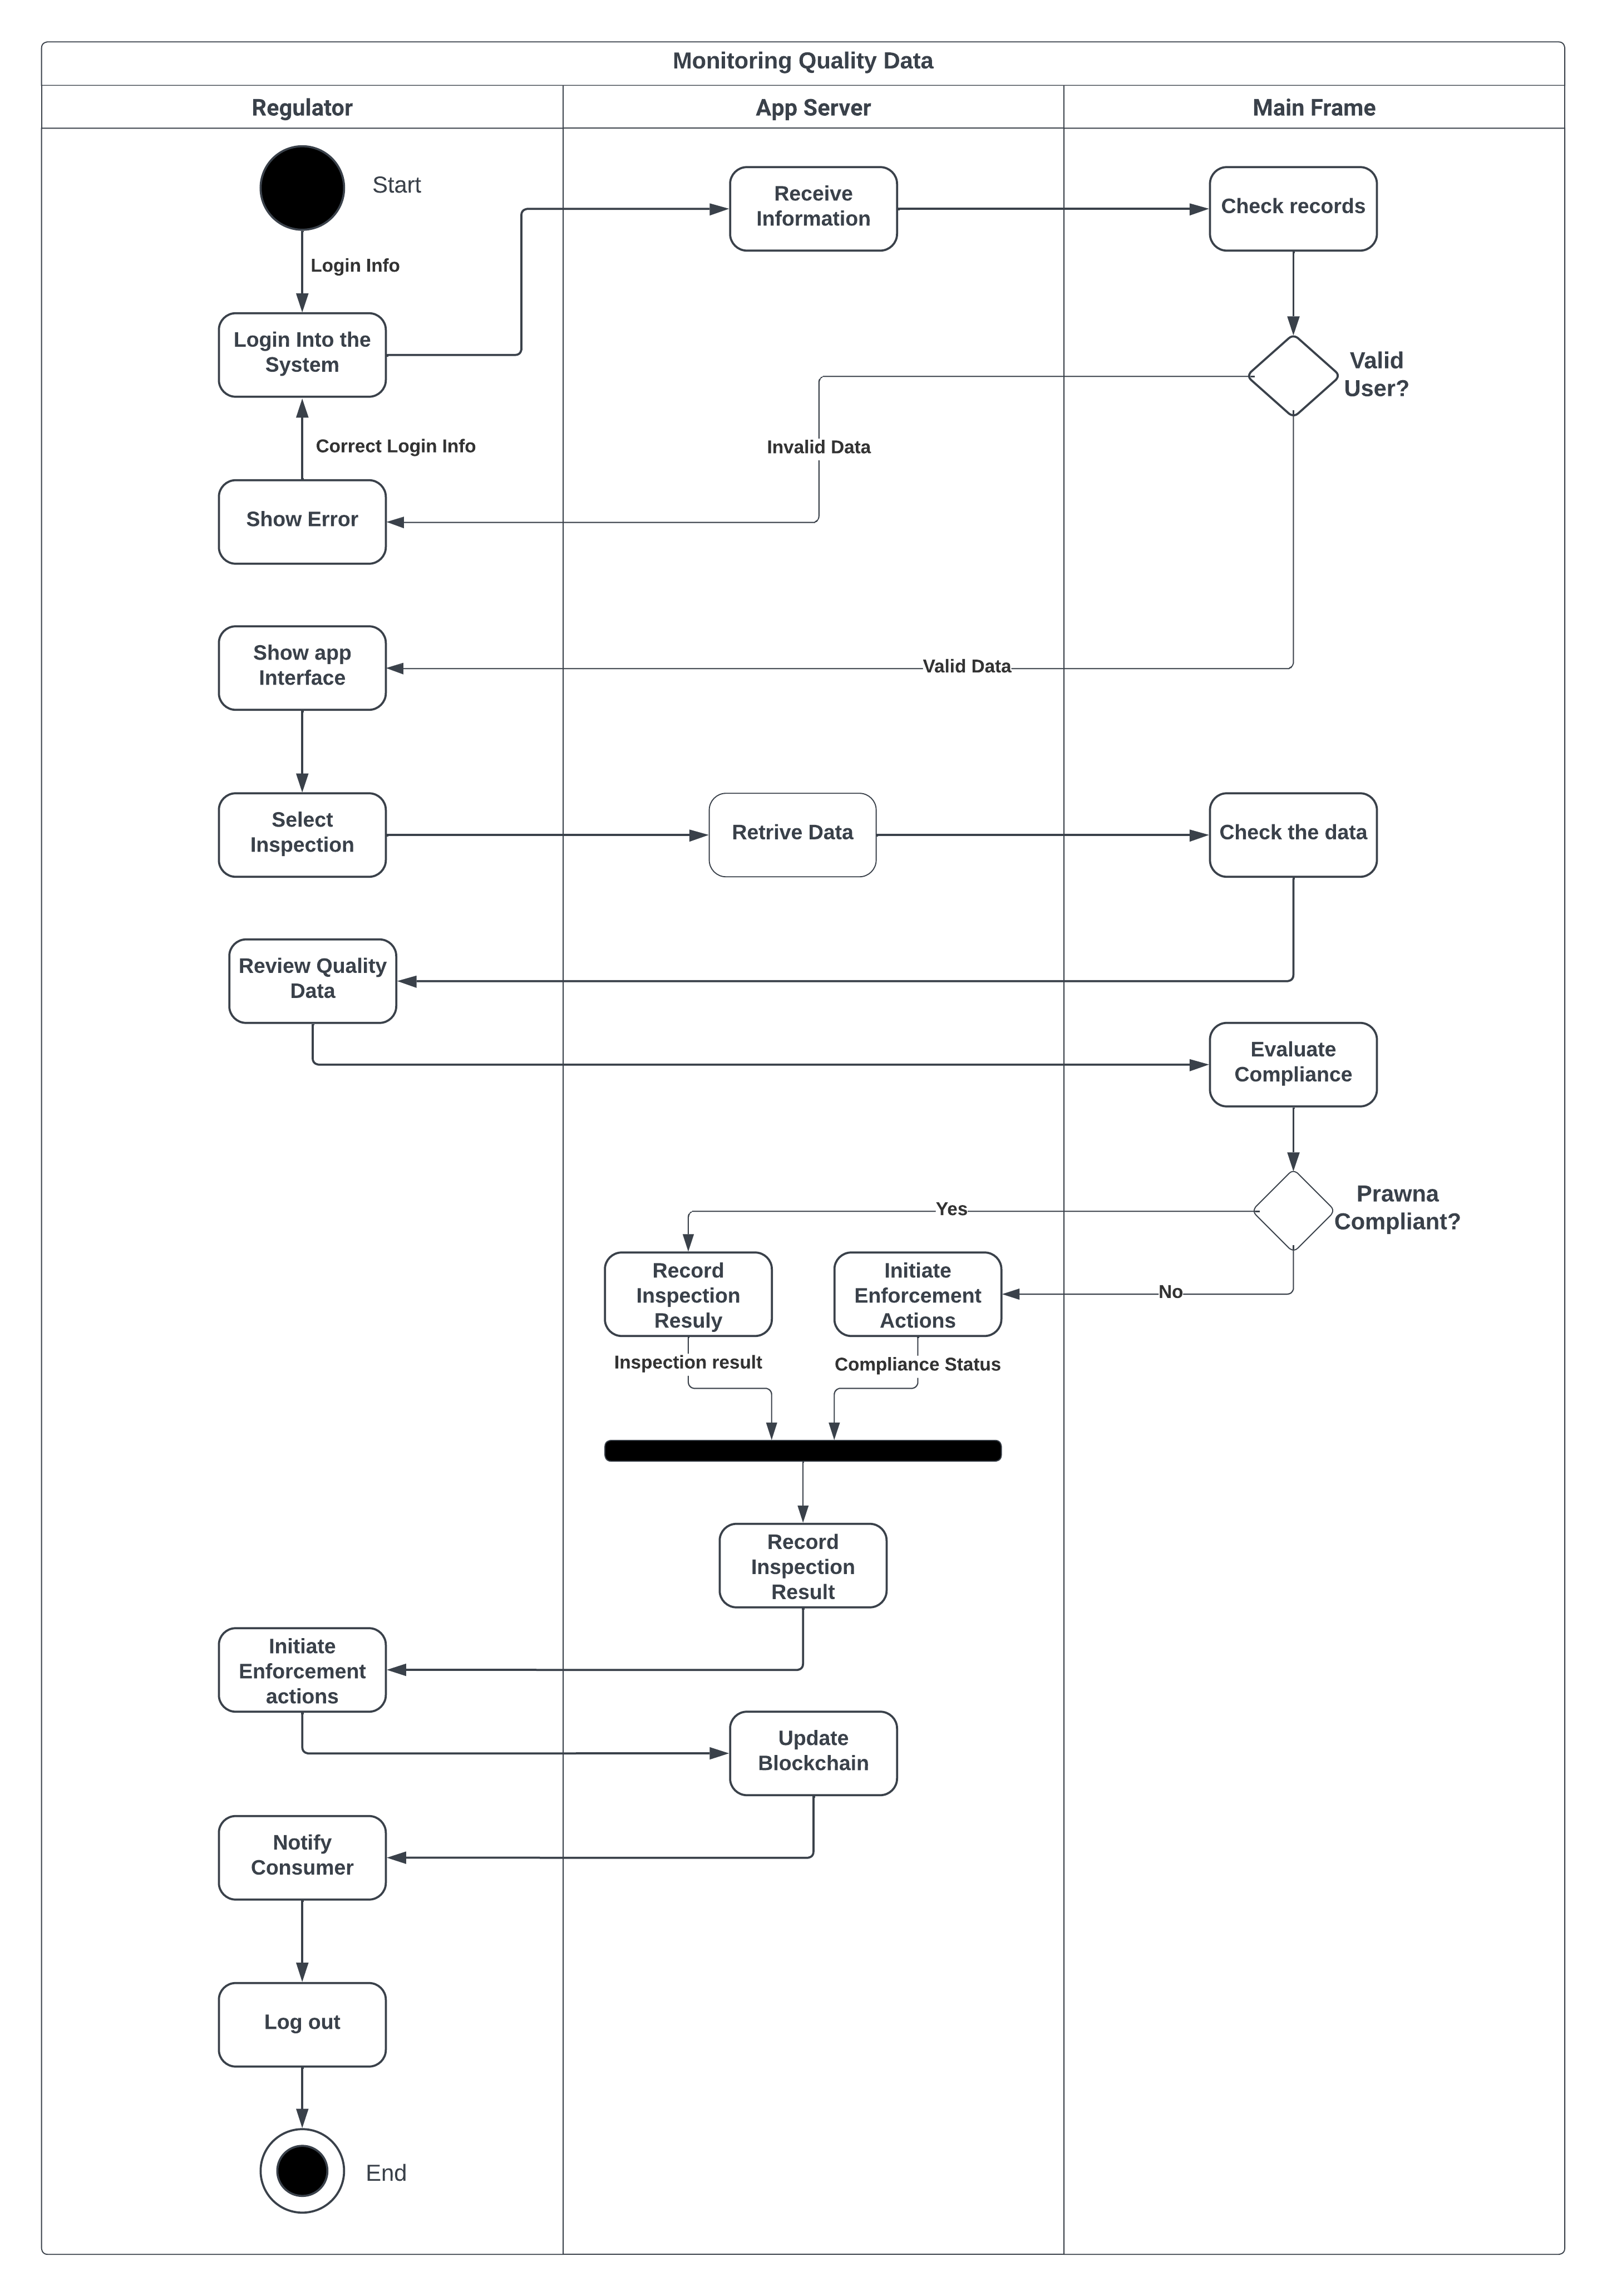 Monitoring Quality Data
Regulator
App Server
Main Frame
Start
Receive
Information
Check records
Login Info
Login Into the
System
Valid
User?
Correct Login Info
Invalid Data
Show Error
Show app
Interface
Valid Data
Select
Inspection
Retrive Data
Check the data
Review Quality
Data
Evaluate
Compliance
Prawna
Compliant?
Yes
Record
Inspection
Resuly
Initiate
Enforcement
Actions
No
Inspection result
Compliance Status
Record
Inspection
Result
Initiate
Enforcement
actions
Update
Blockchain
Notify
Consumer
Log out
End